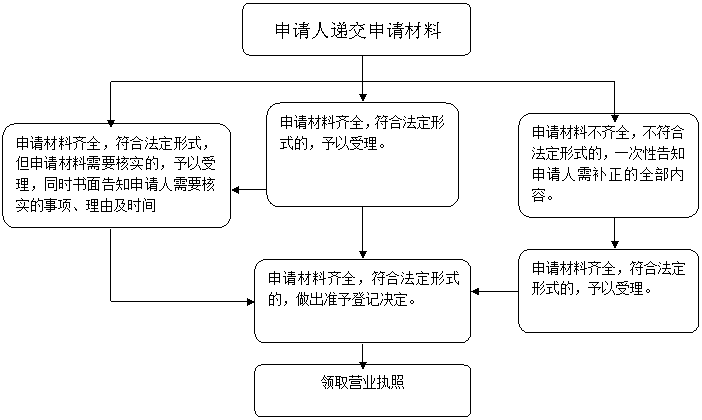 申请人递交申请材料
申请材料齐全，符合法定形式，
但申请材料需要核实的，予以受
理，同时书面告知申请人需要核
实的事项、理由及时间
申请材料齐全，符合法定形
式的，予以受理。
申请材料不齐全，不符合
法定形式的，一次性告知
申请人需补正的全部内
容。
申请材料齐全，符合法定
形式的，予以受理。
申请材料齐全，符合法定形式
的，做出准予登记决定。
领取营业执照